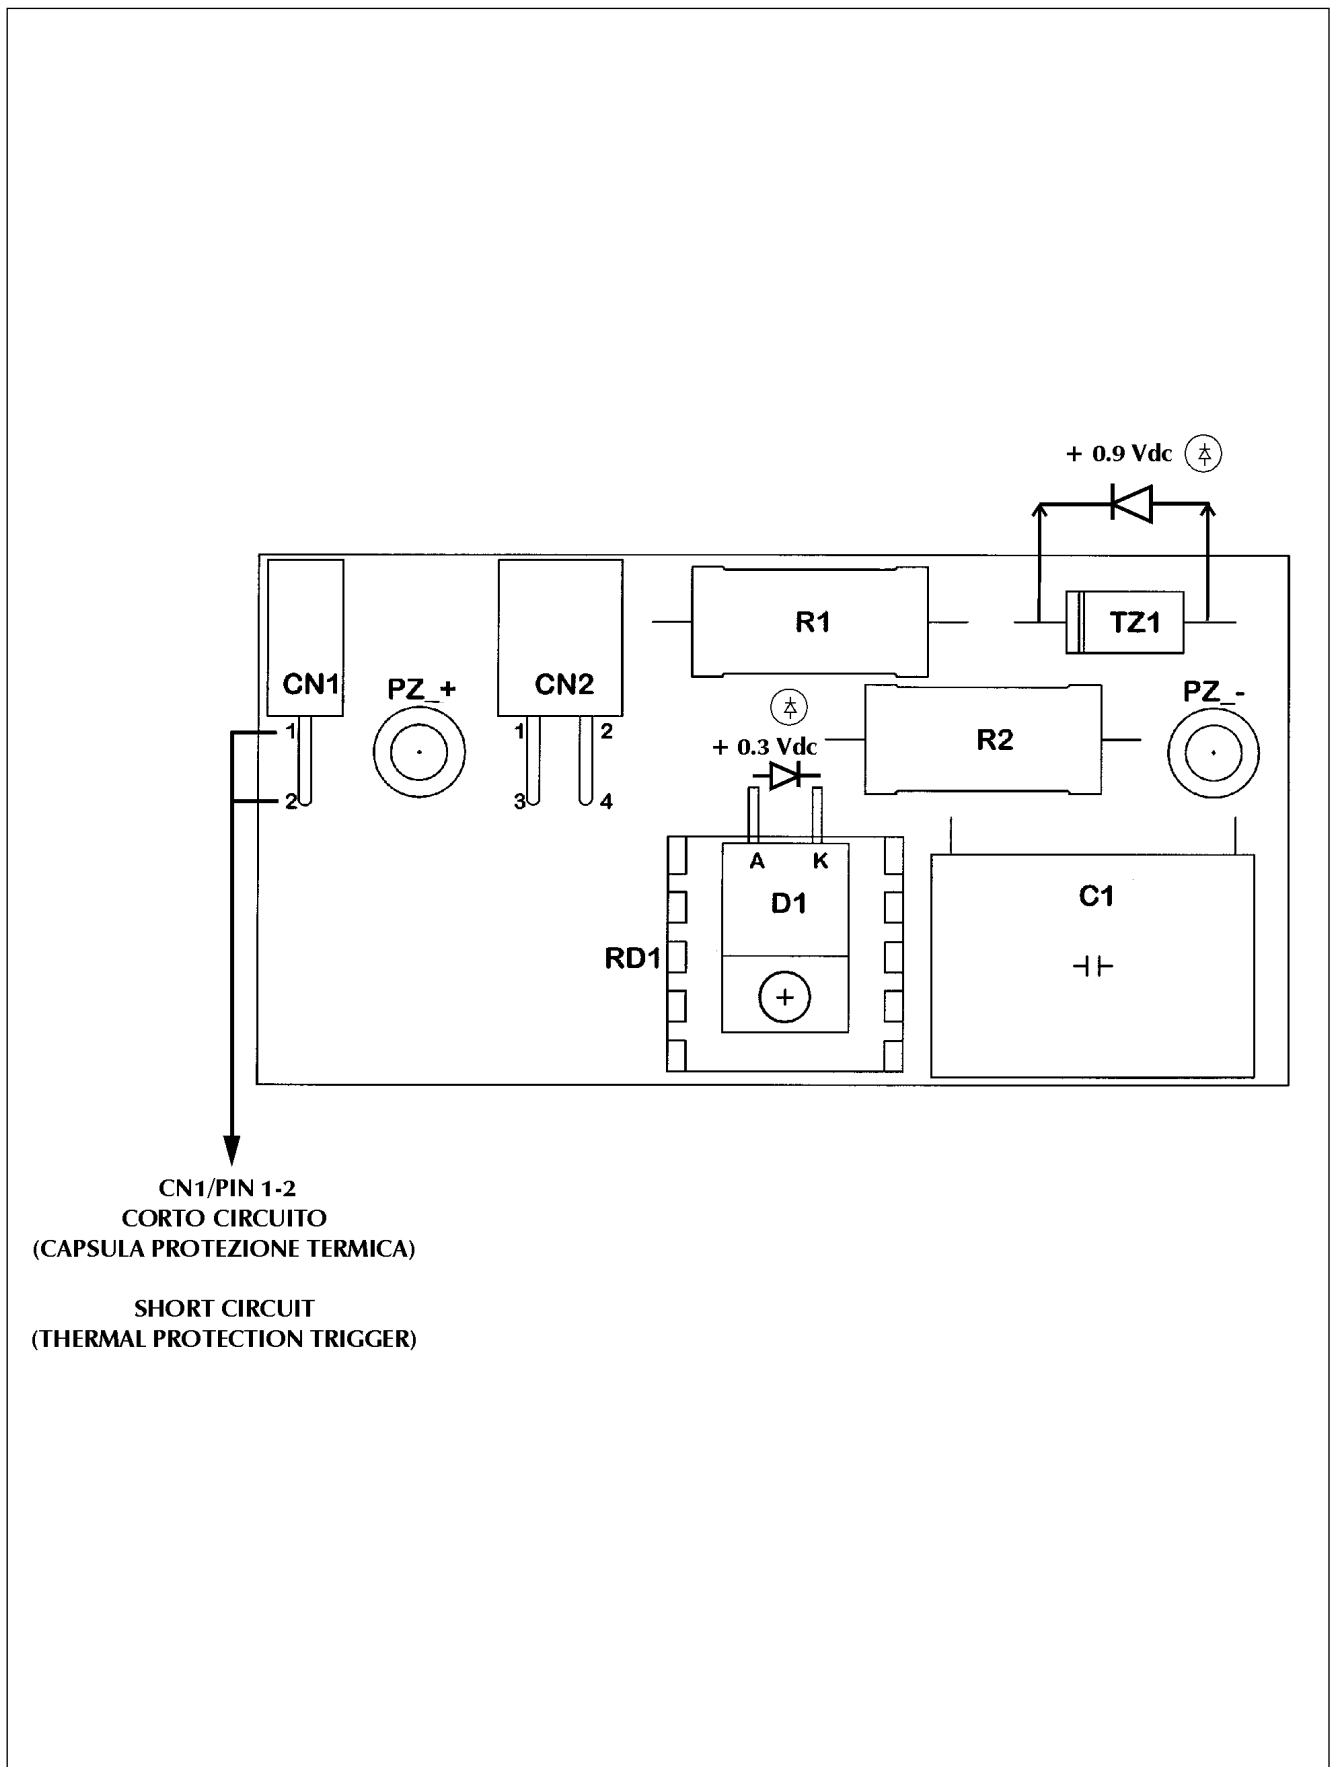 + 0.9 Vdc
R1
TZ1
CN1
PZ_+
CN2
PZ_-
1
1
2
+ 0.3 Vdc
R2
2
3
4
A
K
D1
C1
RD1
CN1/PIN 1-2
CORTO CIRCUITO
(CAPSULA PROTEZIONE TERMICA)
SHORT CIRCUIT
(THERMAL PROTECTION TRIGGER)